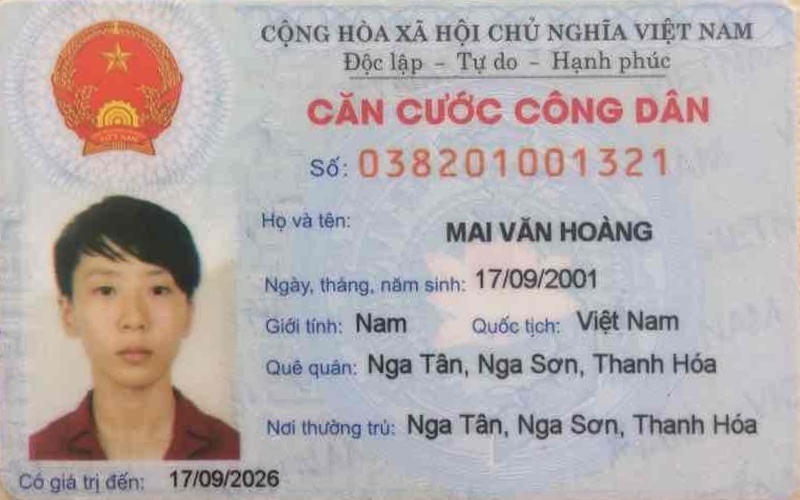 CỘNG HÒA XÃ HỘI CHỦ NGHĨA VIỆT NAM
Độc lập - Tự do - Hạnh phúc
CĂN CƯỚC CÔNG DÂN
Số: 038201001321
Họ và tên: MAI VĂN HOÀNG
Ngày, tháng, năm sinh: 17/09/2001
Giới tính: Nam Quốc tịch: Việt Nam
Quê quán: Nga Tân, Nga Sơn, Thanh Hóa
Nơi thường trú: Nga Tân, Nga Sơn, Thanh Hóa
Có giá trị đến: 17/09/2026